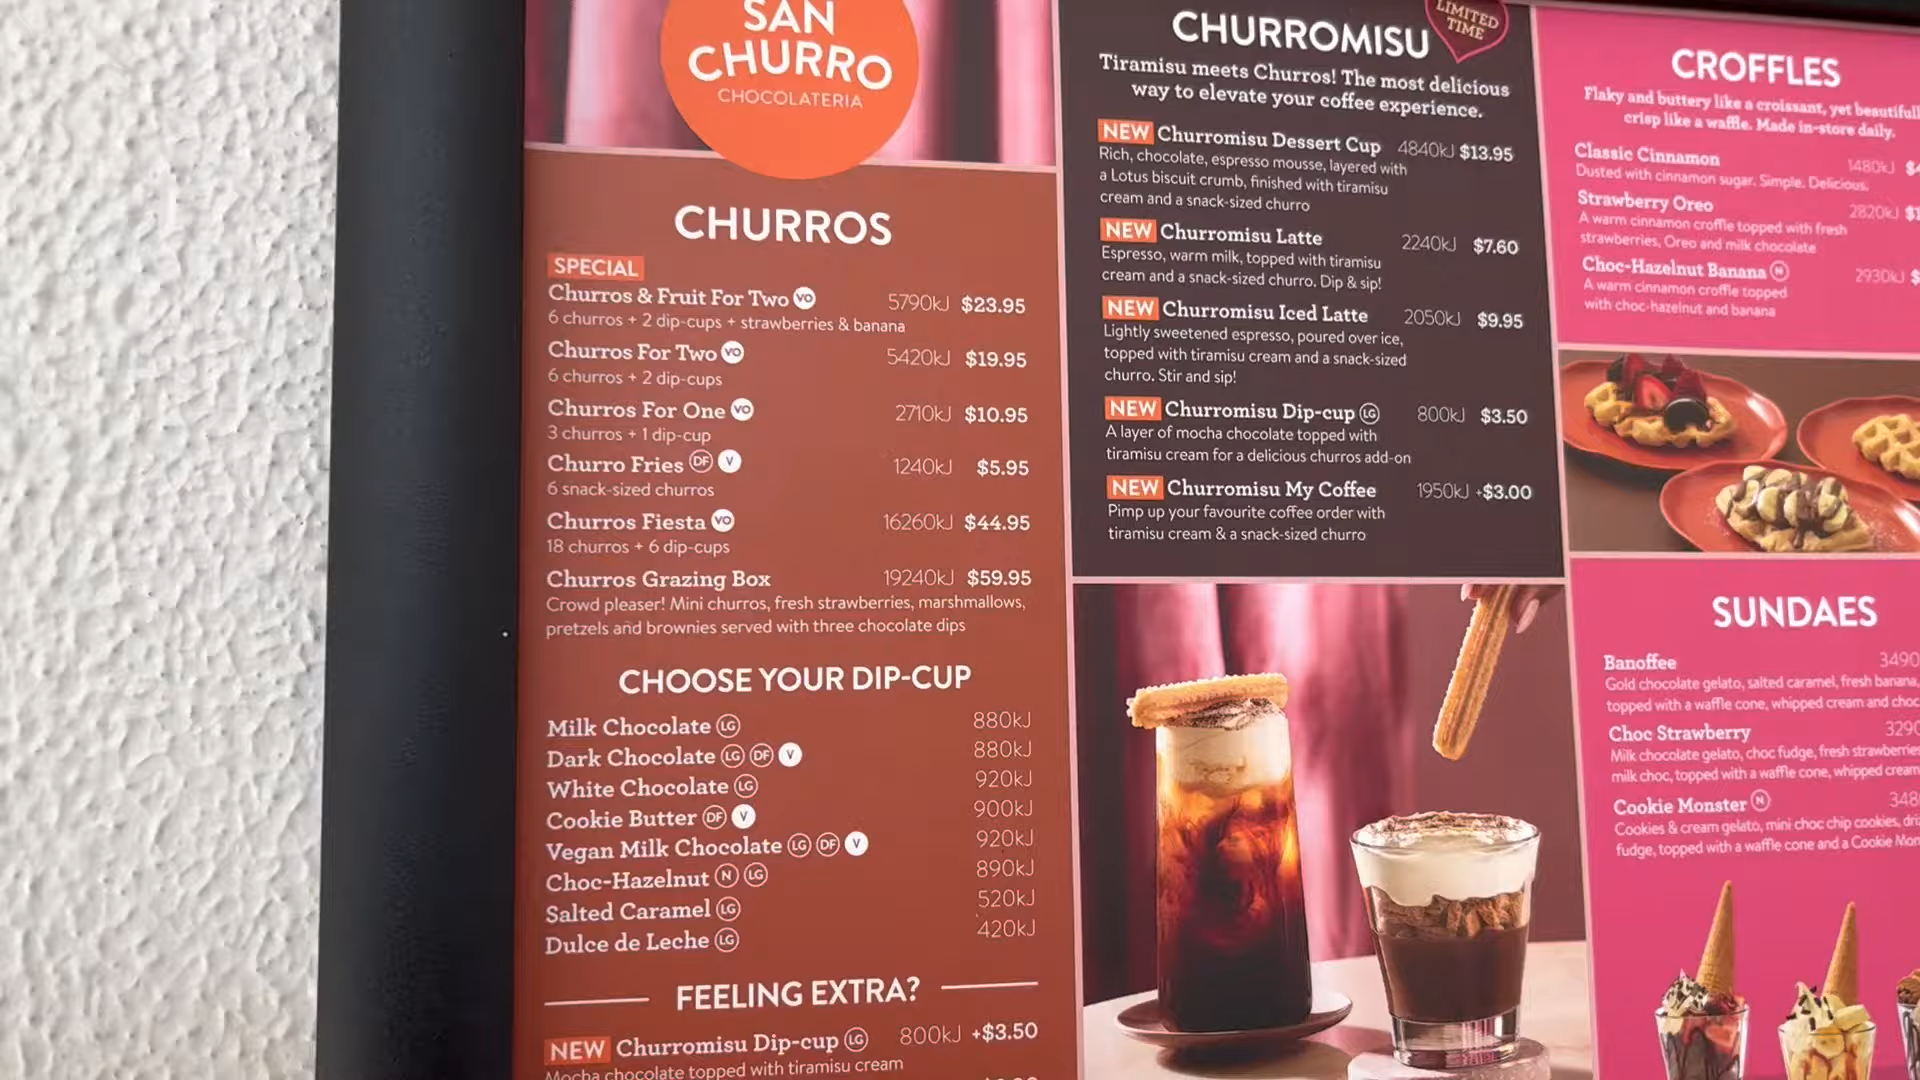 SAN
CHURRO
CHOCOLATERIA
CHURROS
SPECIAL
Churros & Fruit For Two VO 5790kJ $23.95
6 churros + 2 dip-cups + strawberries & banana
Churros For Two VO 5420kJ $19.95
6 churros + 2 dip-cups
Churros For One VO 2710kJ $10.95
3 churros + 1 dip-cup
Churro Fries DF V 1240kJ $5.95
6 snack-sized churros
Churros Fiesta VO 16260kJ $44.95
18 churros + 6 dip-cups
Churros Grazing Box 19240kJ $59.95
Crowd pleaser! Mini churros, fresh strawberries, marshmallows,
pretzels and brownies served with three chocolate dips
CHOOSE YOUR DIP-CUP
Milk Chocolate LG 880kJ
Dark Chocolate LG DF V 880kJ
White Chocolate LG 920kJ
Cookie Butter DF V 900kJ
Vegan Milk Chocolate LG DF V 920kJ
Choc-Hazelnut N LG 890kJ
Salted Caramel LG 520kJ
Dulce de Leche LG 420kJ
FEELING EXTRA?
NEW Churromisu Dip-cup LG 800kJ +$3.50
Mocha chocolate topped with tiramisu cream
CHURROMISU
LIMITED
TIME
Tiramisu meets Churros! The most delicious
way to elevate your coffee experience.
NEW Churromisu Dessert Cup 4840kJ $13.95
Rich, chocolate, espresso mousse, layered with
a Lotus biscuit crumb, finished with tiramisu
cream and a snack-sized churro
NEW Churromisu Latte 2240kJ $7.60
Espresso, warm milk, topped with tiramisu
cream and a snack-sized churro. Dip & sip!
NEW Churromisu Iced Latte 2050kJ $9.95
Lightly sweetened espresso, poured over ice,
topped with tiramisu cream and a snack-sized
churro. Stir and sip!
NEW Churromisu Dip-cup LG 800kJ $3.50
A layer of mocha chocolate topped with
tiramisu cream for a delicious churros add-on
NEW Churromisu My Coffee 1950kJ +$3.00
Pimp up your favourite coffee order with
tiramisu cream & a snack-sized churro
CROFFLES
Flaky and buttery like a croissant, yet
crisp like a waffle. Made in-store daily.
Classic Cinnamon 1480kJ
Dusted with cinnamon sugar. Simple. Delicious.
Strawberry Oreo 2820kJ
A warm cinnamon croffle topped with fresh
strawberries, Oreo and milk chocolate
Choc-Hazelnut Banana N 2930kJ
A warm cinnamon croffle topped
with choc-hazelnut and banana
SUNDAES
Banoffee 3490
Gold chocolate gelato, salted caramel, fresh banana,
topped with a waffle cone, whipped cream and choc
Choc Strawberry 3290
Milk chocolate gelato, choc fudge, fresh strawberries
milk choc, topped with a waffle cone, whipped cream
Cookie Monster N 348
Cookies & cream gelato, mini choc chip cookies,
fudge, topped with a waffle cone and a Cookie